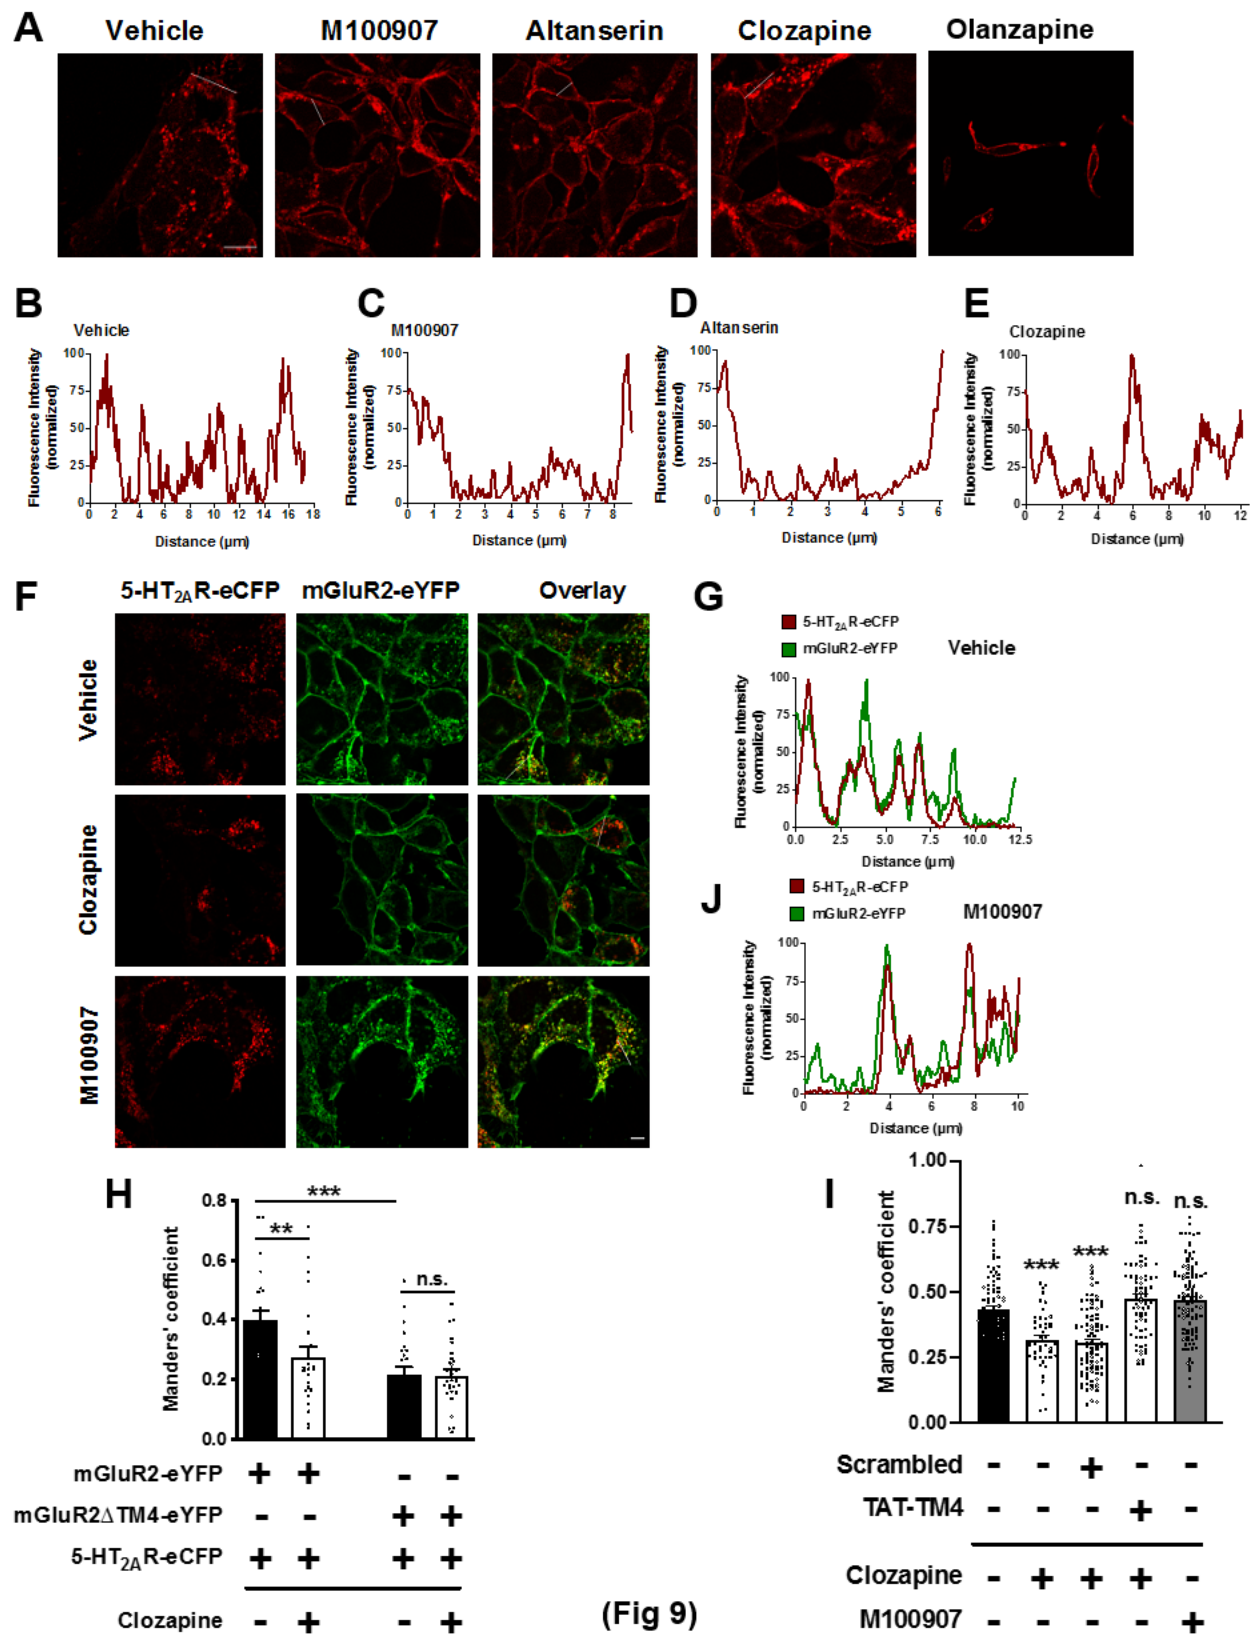 A
Vehicle M100907 Altanserin Clozapine Olanzapine
B C D E
Vehicle
Fluorescence Intensity
(normalized)
100
75
50
25
0
0 2 4 6 8 10 12 14 16 18
Distance (µm)
M100907
Fluorescence Intensity
(normalized)
100
75
50
25
0
0 1 2 3 4 5 6 7 8
Distance (µm)
Altanserin
Fluorescence Intensity
(normalized)
100
75
50
25
0
0 1 2 3 4 5 6
Distance (µm)
Clozapine
Fluorescence Intensity
(normalized)
100
75
50
25
0
0 2 4 6 8 10 12
Distance (µm)
F
5-HT2AR-eCFP mGluR2-eYFP Overlay
Vehicle
Clozapine
M100907
G
5-HT2AR-eCFP
mGluR2-eYFP
Vehicle
Fluorescence Intensity
(normalized)
100
75
50
25
0
0.0 2.5 5.0 7.5 10.0 12.5
Distance (µm)
J
5-HT2AR-eCFP
mGluR2-eYFP
M100907
Fluorescence Intensity
(normalized)
100
75
50
25
0
0 2 4 6 8 10
Distance (µm)
H
Manders' coefficient
0.8
0.6
0.4
0.2
0.0
***
**
n.s.
mGluR2-eYFP + + - -
mGluR2ΔTM4-eYFP - - + +
5-HT2AR-eCFP + + + +
Clozapine - + - +
I
Manders' coefficient
1.00
0.75
0.50
0.25
0.00
***
***
n.s.
n.s.
Scrambled - - + - -
TAT-TM4 - - - + -
Clozapine - + + + -
M100907 - - - - +
(Fig 9)